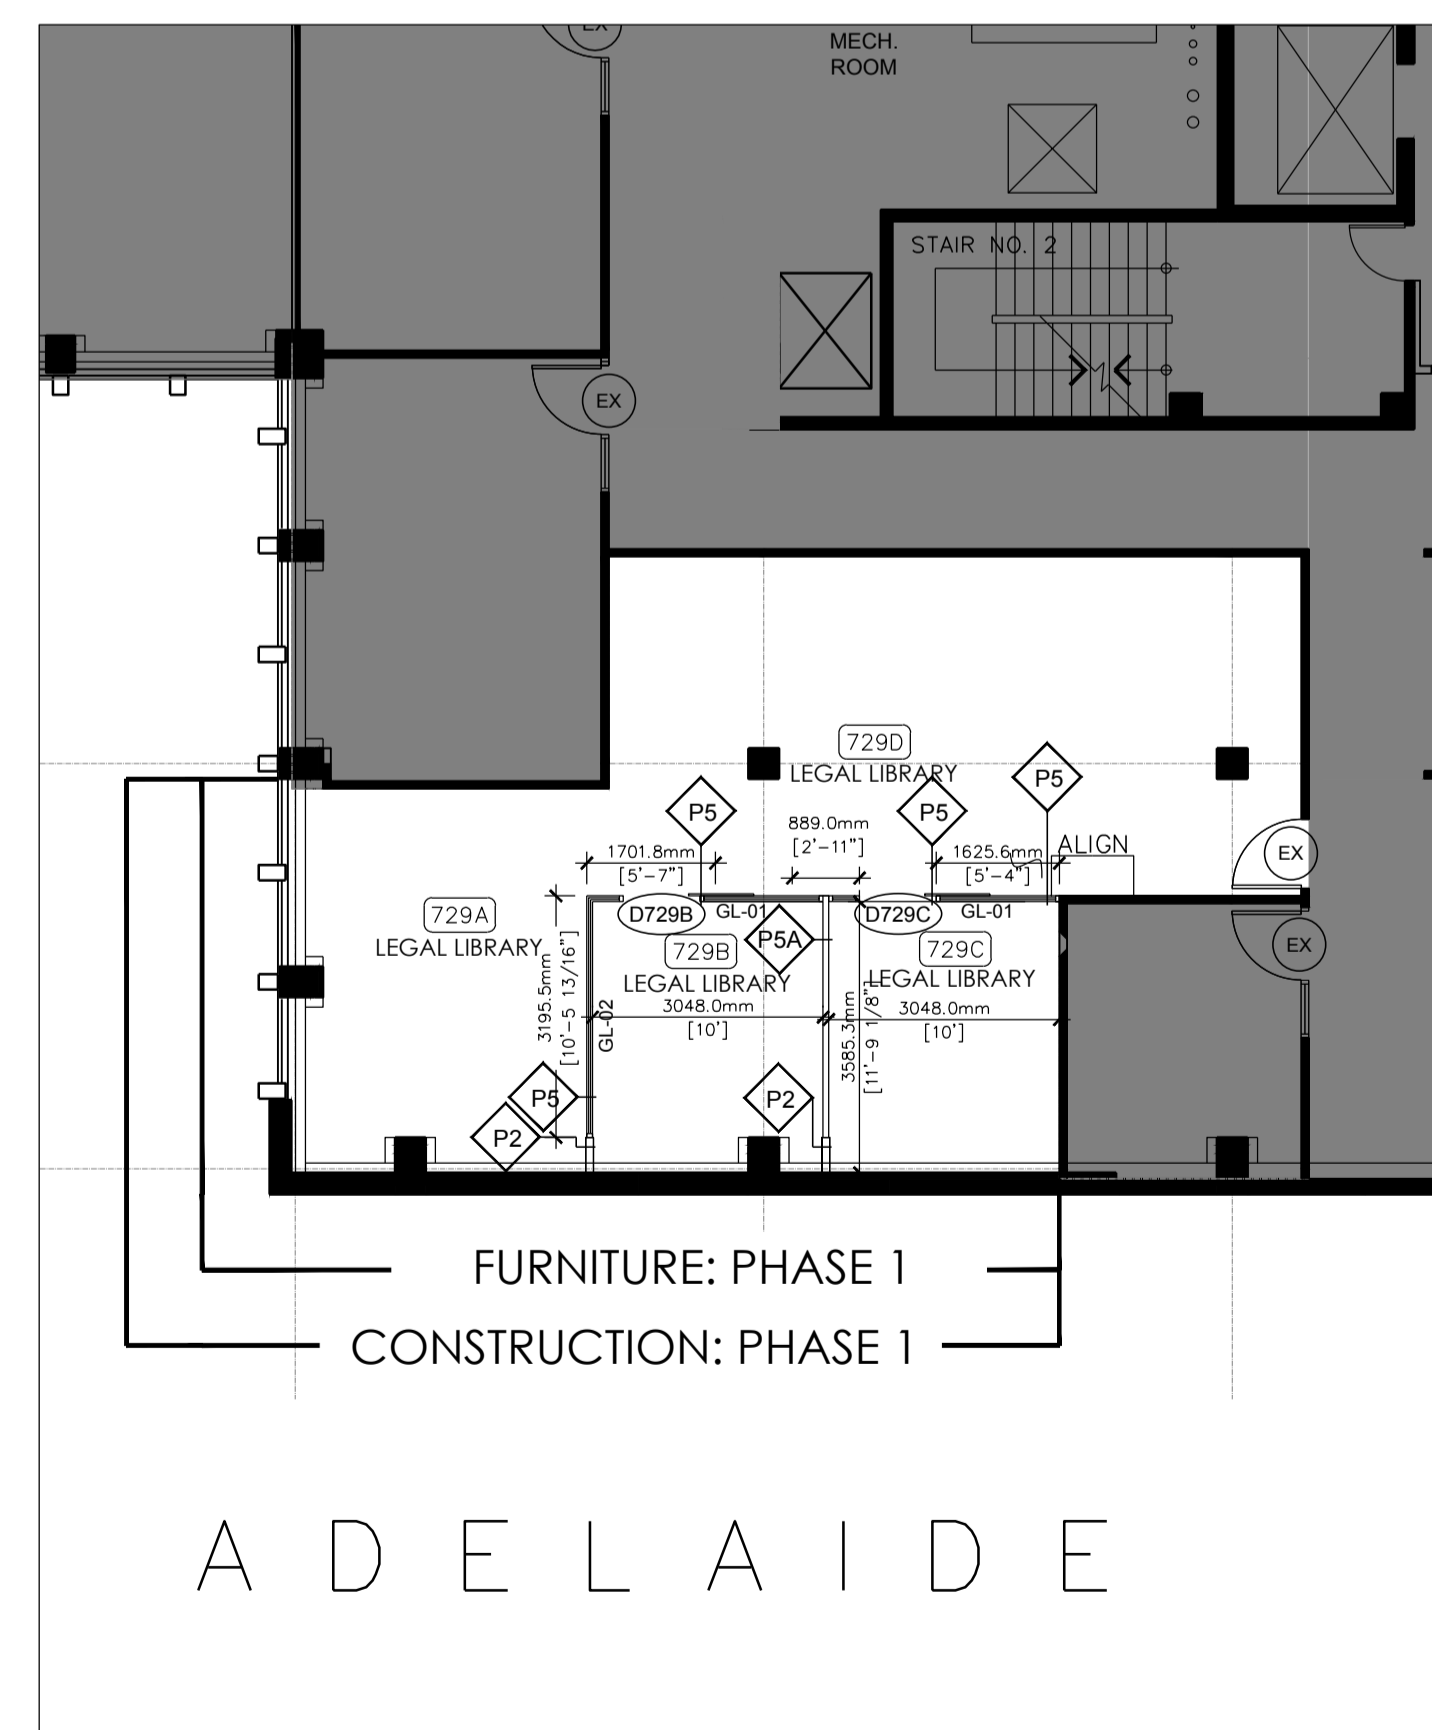 EX
MECH.
ROOM
STAIR NO. 2
EX
729D
LEGAL LIBRARY
P5
P5
P5
889.0mm
[2'-11"]
1701.8mm
[5'-7"]
1625.6mm
[5'-4"]
ALIGN
EX
729A
LEGAL LIBRARY
D729B
GL-01
D729C
GL-01
P5A
729B
LEGAL LIBRARY
729C
LEGAL LIBRARY
EX
3195.5mm
[10'-5 13/16"]
GL-02
3048.0mm
[10']
3585.3mm
[11'-9 1/8"]
3048.0mm
[10']
P5
P2
P2
FURNITURE: PHASE 1
CONSTRUCTION: PHASE 1
ADELAIDE